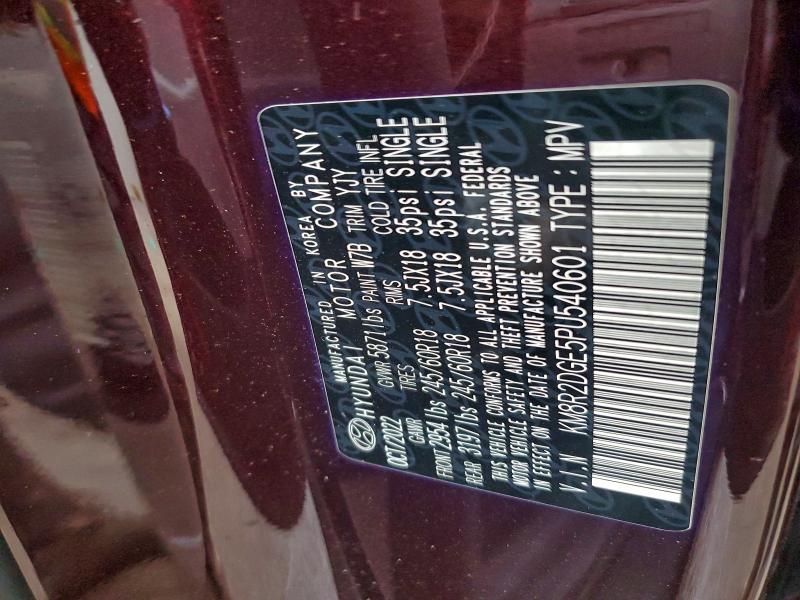 MANUFACTURED IN KOREA BY
HYUNDAI MOTOR COMPANY
OCT/2022 GVWR 5871 lbs PAINT W7B TRIM YJY
GAWR TIRES RIMS COLD TIRE INFL
FRONT 2954 lbs 245/60R18 7.5JX18 35psi SINGLE
REAR 3197 lbs 245/60R18 7.5JX18 35psi SINGLE
THIS VEHICLE CONFORMS TO ALL APPLICABLE U.S.A. FEDERAL
MOTOR VEHICLE SAFETY AND THEFT PREVENTION STANDARDS
IN EFFECT ON THE DATE OF MANUFACTURE SHOWN ABOVE
V.I.N KM8R2DGE5PU540601 TYPE : MPV